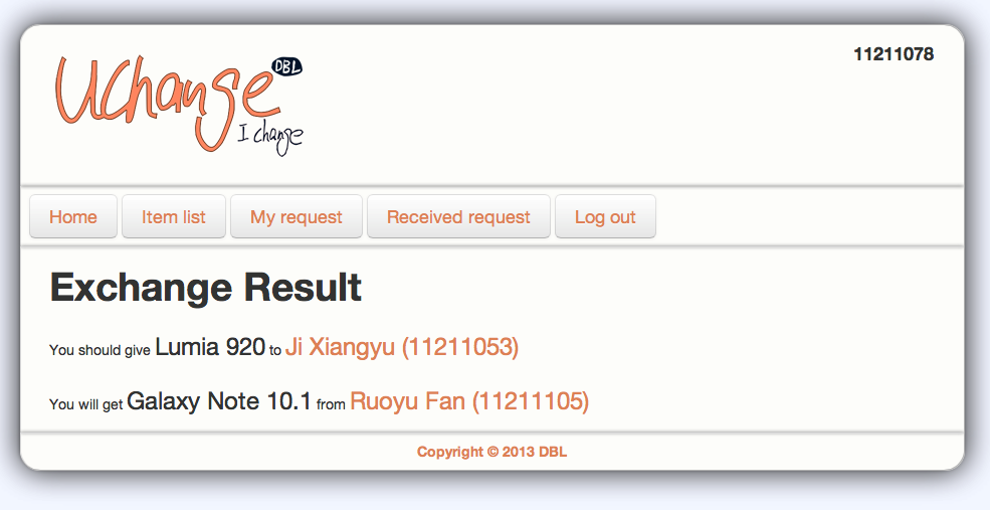 UChange DBL
I change
11211078
Home Item list My request Received request Log out
Exchange Result
You should give Lumia 920 to Ji Xiangyu (11211053)
You will get Galaxy Note 10.1 from Ruoyu Fan (11211105)
Copyright © 2013 DBL